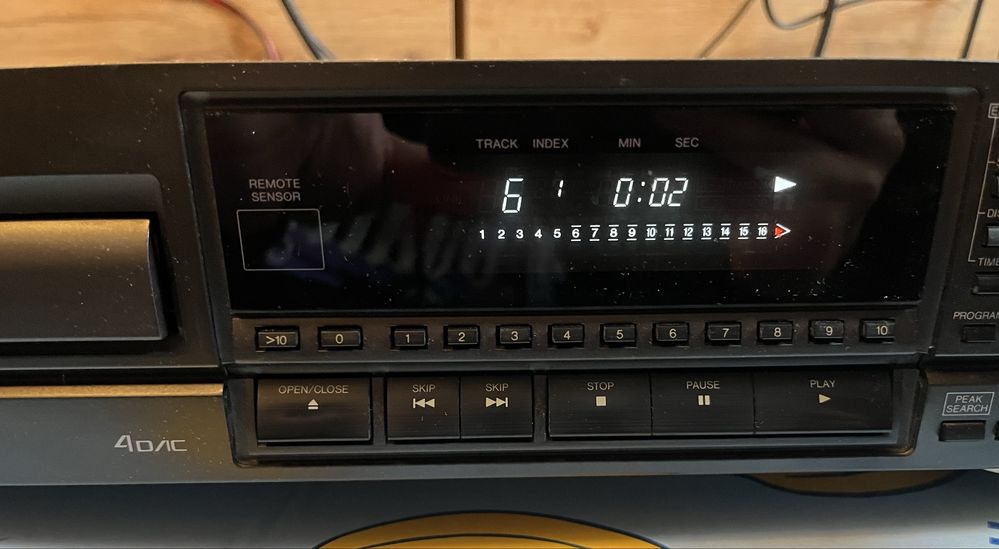 TRACK INDEX MIN SEC
REMOTE
SENSOR
6 1 0:02
1 2 3 4 5 6 7 8 9 10 11 12 13 14 15 16
TIME
PROGRAM
>10 0 1 2 3 4 5 6 7 8 9 10
OPEN/CLOSE SKIP SKIP STOP PAUSE PLAY
PEAK
SEARCH
4DAC